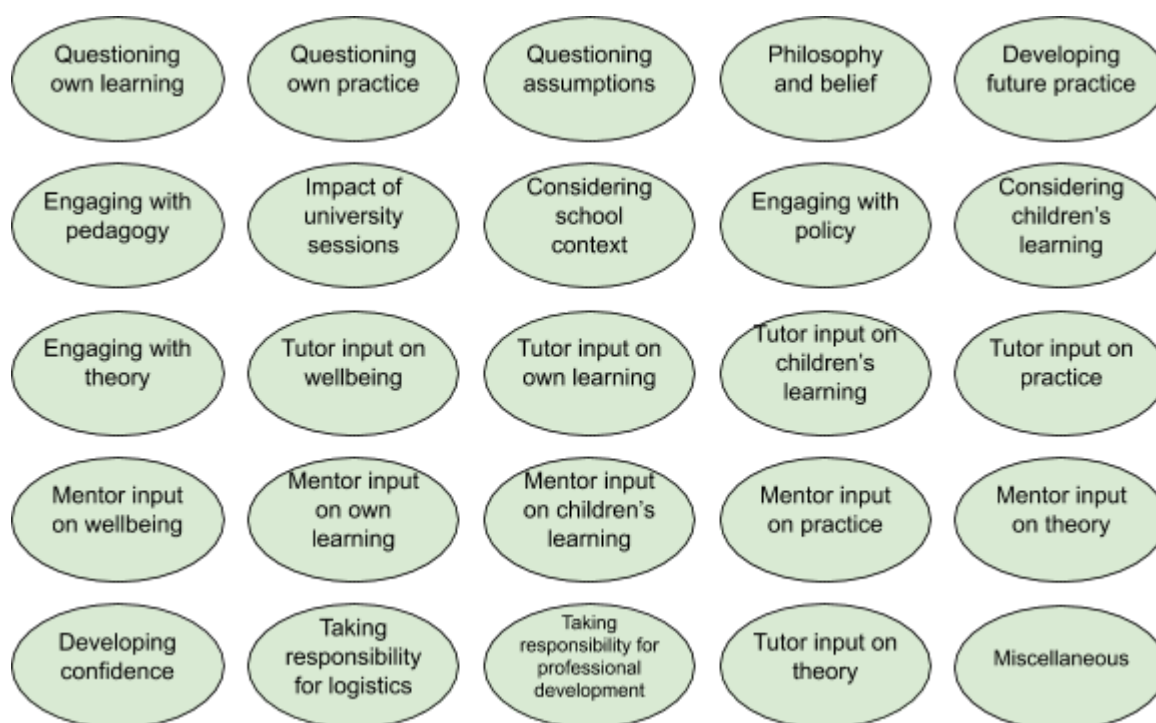 Questioning
own learning
Questioning
own practice
Questioning
assumptions
Philosophy
and belief
Developing
future practice
Engaging with
pedagogy
Impact of
university
sessions
Considering
school
context
Engaging with
policy
Considering
children’s
learning
Engaging with
theory
Tutor input on
wellbeing
Tutor input on
own learning
Tutor input on
children’s
learning
Tutor input on
practice
Mentor input
on wellbeing
Mentor input
on own
learning
Mentor input
on children’s
learning
Mentor input
on practice
Mentor input
on theory
Developing
confidence
Taking
responsibility
for logistics
Taking
responsibility for
professional
development
Tutor input on
theory
Miscellaneous